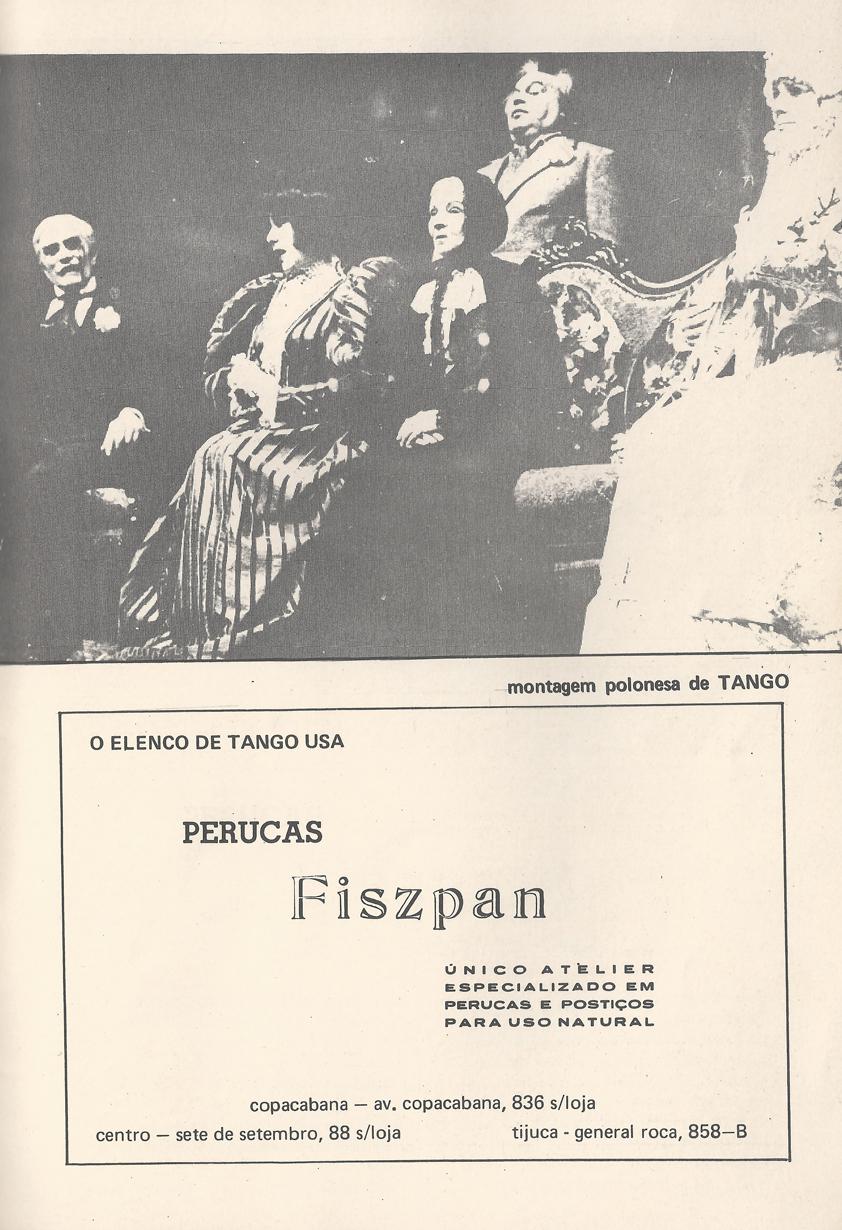 montagem polonesa de TANGO
O ELENCO DE TANGO USA
PERUCAS
Fiszpan
ÚNICO ATELIER
ESPECIALIZADO EM
PERUCAS E POSTIÇOS
PARA USO NATURAL
copacabana — av. copacabana, 836 s/loja
centro — sete de setembro, 88 s/loja
tijuca - general roca, 858—B